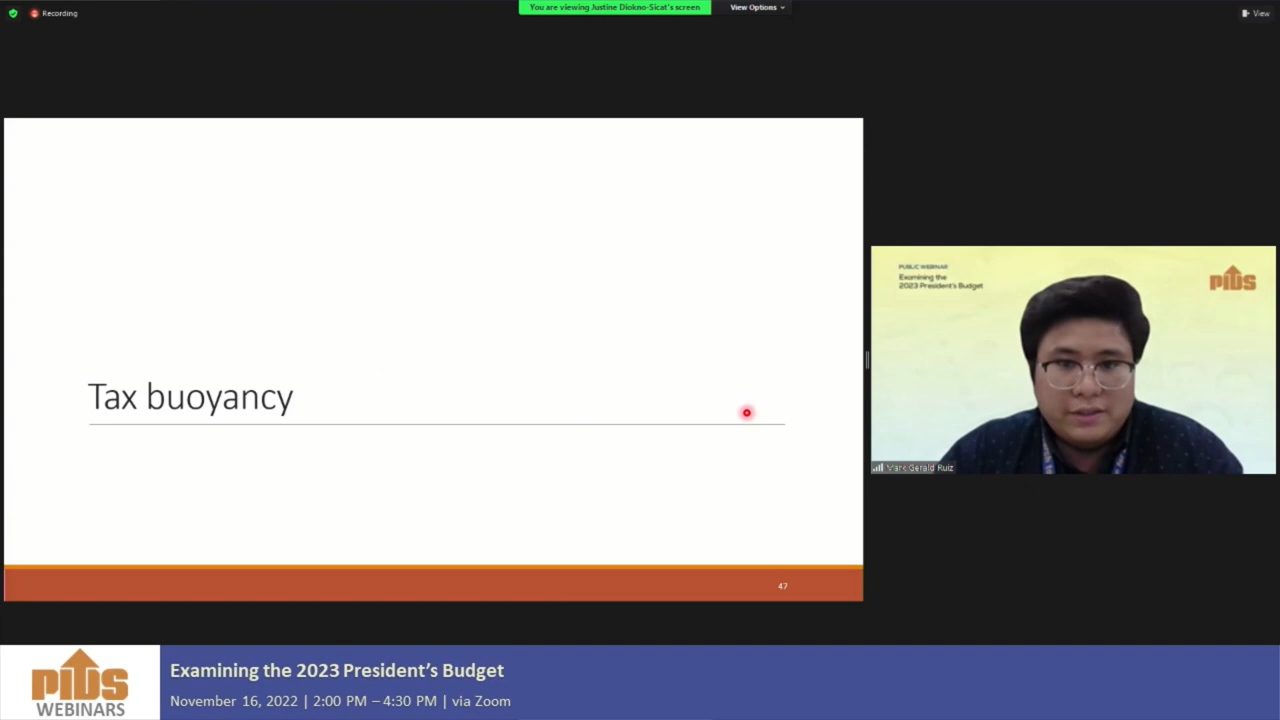 Recording
You are viewing Justine Diokno-Sicat's screen
View Options
View
Tax buoyancy
47
PUBLIC WEBINAR
Examining the
2023 President's Budget
PIDS
Mark Gerald Ruiz
PIDS
WEBINARS
Examining the 2023 President's Budget
November 16, 2022 | 2:00 PM – 4:30 PM | via Zoom